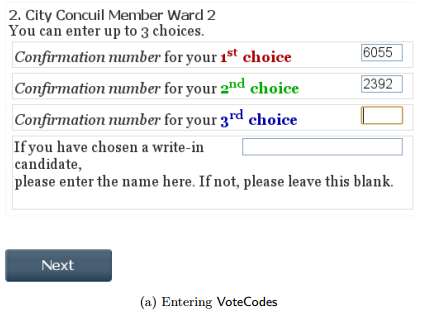 2. City Concuil Member Ward 2
You can enter up to 3 choices.
Confirmation number for your 1st choice 6055
Confirmation number for your 2nd choice 2392
Confirmation number for your 3rd choice
If you have chosen a write-in
candidate,
please enter the name here. If not, please leave this blank.
Next
(a) Entering VoteCodes